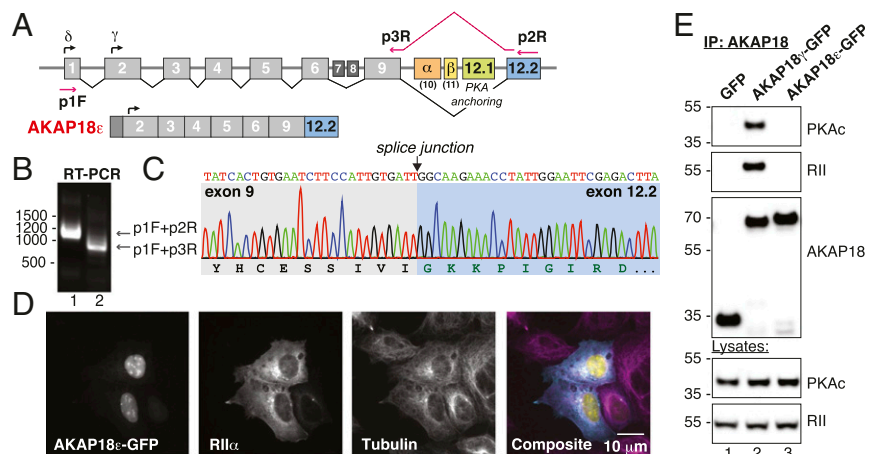 A
δ
γ
p3R
p2R
1
2
3
4
5
6
7
8
9
α
β
12.1
12.2
(10)
(11)
PKA
anchoring
p1F
AKAP18ε
2
3
4
5
6
9
12.2
B
RT-PCR
1500
1200
1000
500
p1F+p2R
p1F+p3R
1
2
C
splice junction
TATCACTGTGAATCTTCCATTGTGATTGGCAAGAAACCTATTGGAATTCGAGACTTA
exon 9
exon 12.2
Y H C E S S I V I G K K P I G I R D...
D
AKAP18ε-GFP
RIIα
Tubulin
Composite
10 μm
E
IP: AKAP18
GFP
AKAP18γ-GFP
AKAP18ε-GFP
55
35
PKAc
55
RII
70
55
35
AKAP18
Lysates:
55
35
PKAc
55
RII
1
2
3